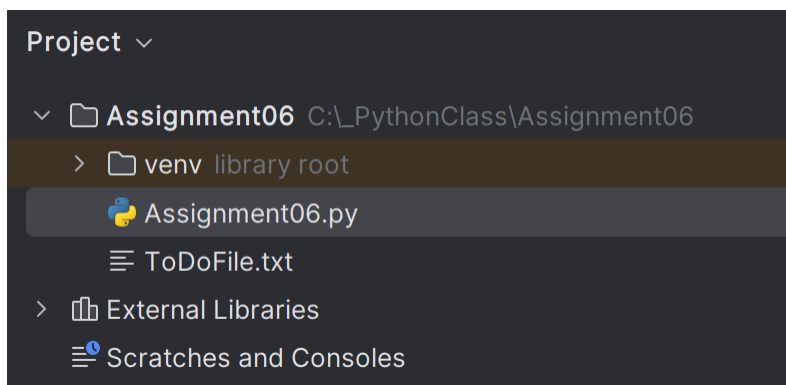 Project
Assignment06 C:\_PythonClass\Assignment06
venv library root
Assignment06.py
ToDoFile.txt
External Libraries
Scratches and Consoles